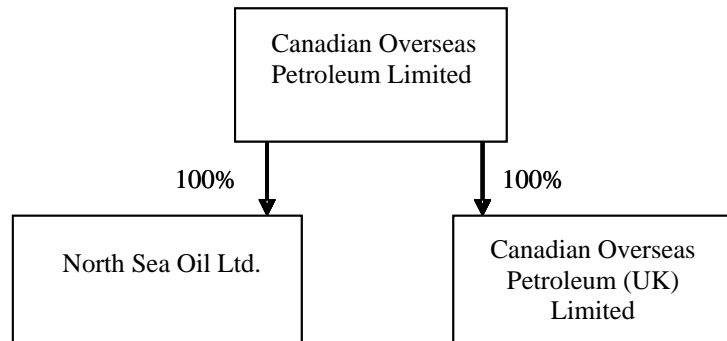 Canadian Overseas
Petroleum Limited
100%
100%
North Sea Oil Ltd.
Canadian Overseas
Petroleum (UK)
Limited